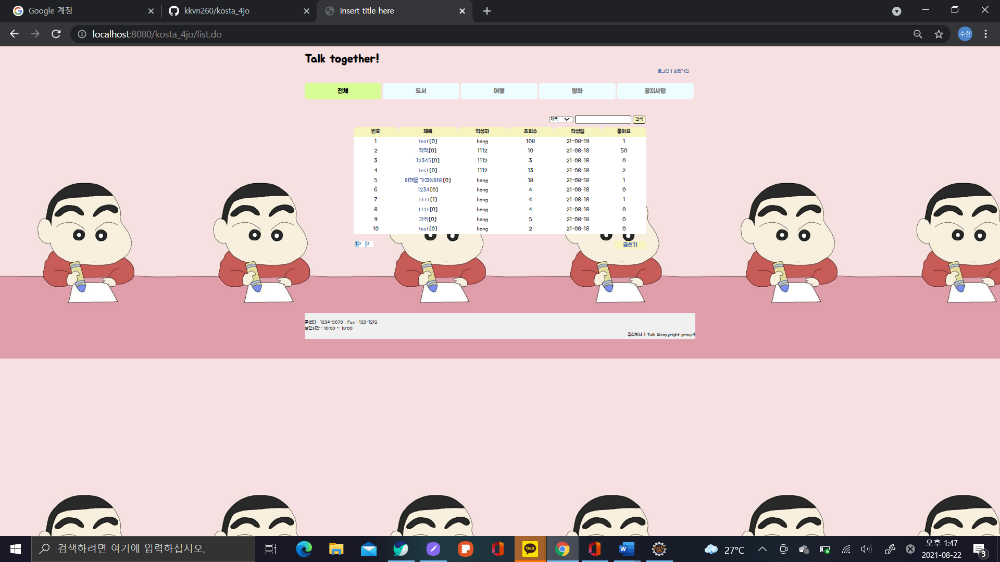 Google 계정
kkvn260/kosta_4jo
Insert title here
localhost:8080/kosta_4jo/list.do
수현
Talk together!
로그인 | 회원가입
전체 도서 여행 영화 공지사항
제목 검색
번호 제목 작성자 조회수 작성일 좋아요
1 test[0] hong 108 21-08-19 1
2 책책[0] 1112 10 21-08-18 50
3 12345[0] 1112 3 21-08-18 0
4 test[0] 1112 13 21-08-18 2
5 여행을 가고싶어요[0] hong 18 21-08-18 1
6 1234[0] hong 4 21-08-18 0
7 tttt[1] hong 4 21-08-18 1
8 tttt[0] hong 4 21-08-18 0
9 강쥐[0] hong 5 21-08-18 0
10 test[0] hong 2 21-08-18 0
1 2 3 글쓰기
콜센터 : 1234-5678 , Fax : 123-1212
상담시간 : 10:00 ~ 18:00
주식회사 | Talk @copyright group4
검색하려면 여기에 입력하십시오.
TALK
W
27°C
오후 1:47
2021-08-22
3